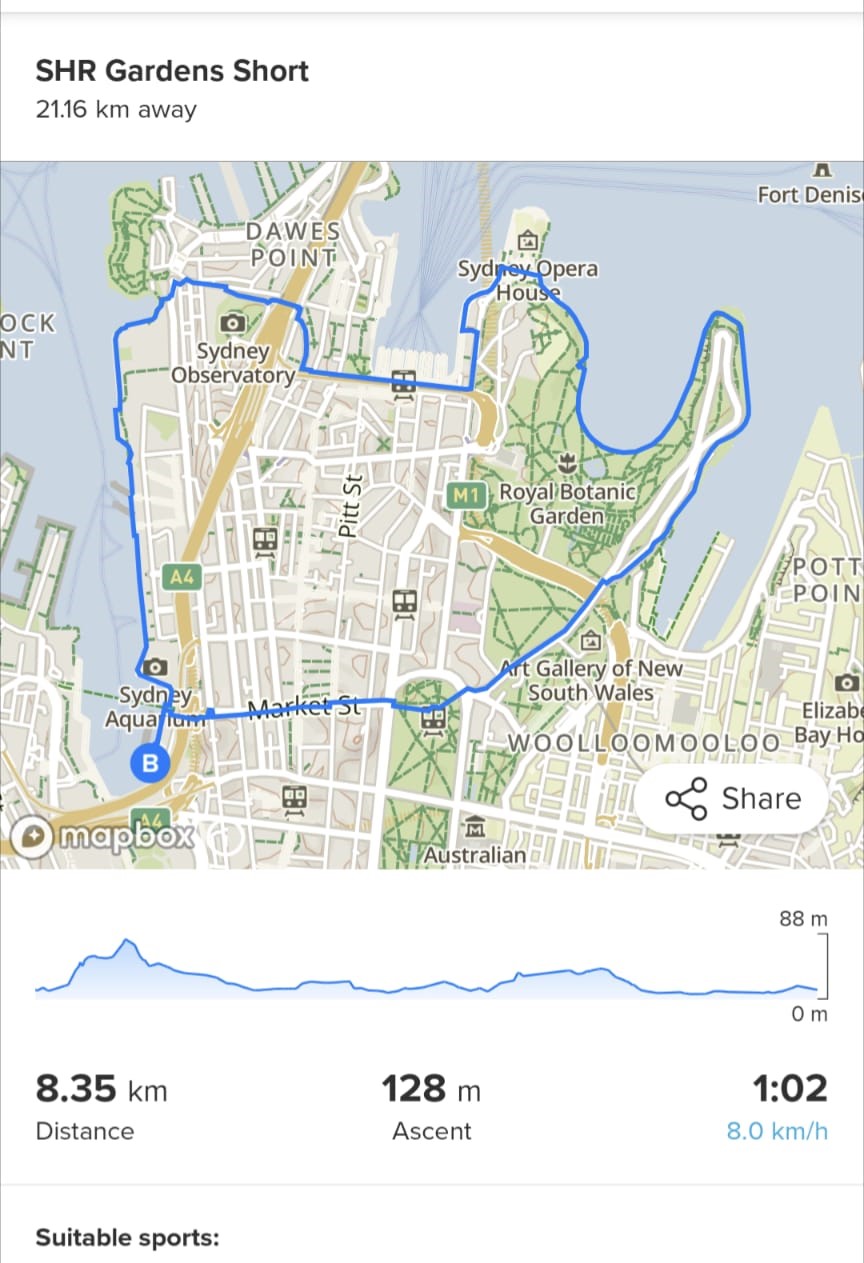 SHR Gardens Short
21.16 km away
Fort Denis
DAWES
POINT
Sydney Opera
House
OCK
NT
Sydney
Observatory
Pitt St
M1
Royal Botanic
Garden
A4
POTT
POIN
Art Gallery of New
South Wales
Sydney
Aquarium
Market St
Elizabe
Bay Ho
WOOLLOOMOOLOO
B
Share
A4
mapbox
Australian
88 m
0 m
8.35 km
128 m
1:02
Distance
Ascent
8.0 km/h
Suitable sports: